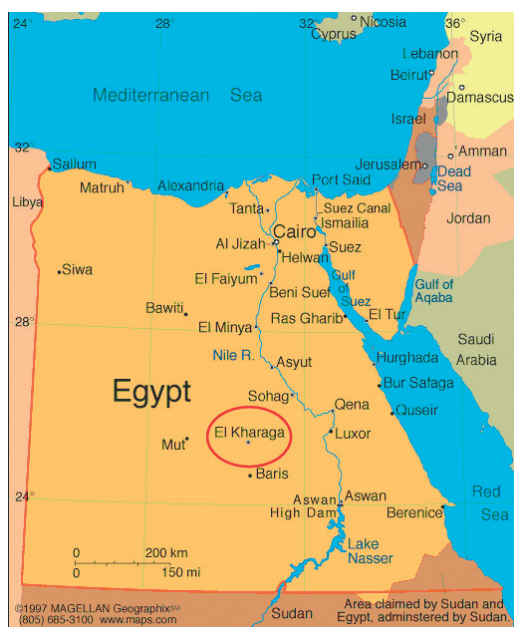 24° 28° 32° 36°
Nicosia
Cyprus
Syria
Lebanon
Beirut
Mediterranean Sea
Damascus
Israel
32°
Sallum
Jerusalem
Amman
Matruh
Alexandria
Port Said
Dead
Sea
Libya
Tanta
Suez Canal
Ismailia
Jordan
Cairo
Al Jizah
Helwan
Suez
Siwa
El Faiyum
Gulf
of
Suez
Gulf of
Aqaba
Beni Suef
Bawiti
Ras Gharib
El Tur
28°
El Minya
Saudi
Arabia
Nile R.
Hurghada
Asyut
Egypt
Bur Safaga
Sohag
Qena
Quseir
El Kharaga
Mut
Luxor
Baris
24°
Aswan
High Dam
Aswan
Berenice
Red
Sea
Lake
Nasser
0 200 km
0 150 mi
©1997 MAGELLAN Geographix℠
(805) 685-3100 www.maps.com
Sudan
Area claimed by Sudan and
Egypt, adminstered by Sudan.